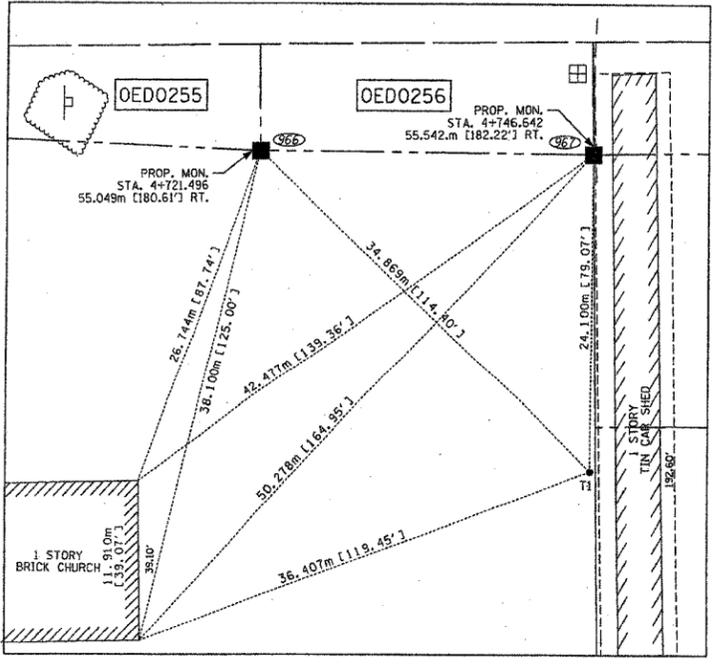 OED0255
OED0256
966
PROP. MON.
STA. 4+746.642
55.542.m [182.22'] RT.
967
PROP. MON.
STA. 4+721.496
55.049m [180.61'] RT.
34.869m [114.40']
24.100m [79.07']
26.744m [87.74']
38.100m [125.00']
42.477m [139.36']
50.278m [164.95']
1 STORY
TIN CAR SHED
192.60'
T1
1 STORY
BRICK CHURCH
11.910m
[39.07']
39.10'
36.407m [119.45']